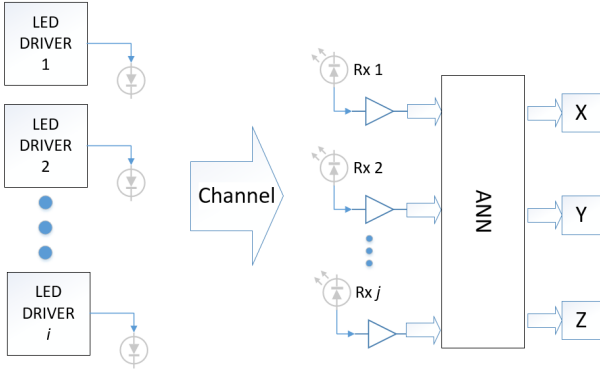 LED
DRIVER
1
LED
DRIVER
2
LED
DRIVER
i
Channel
Rx 1
Rx 2
Rx j
ANN
X
Y
Z